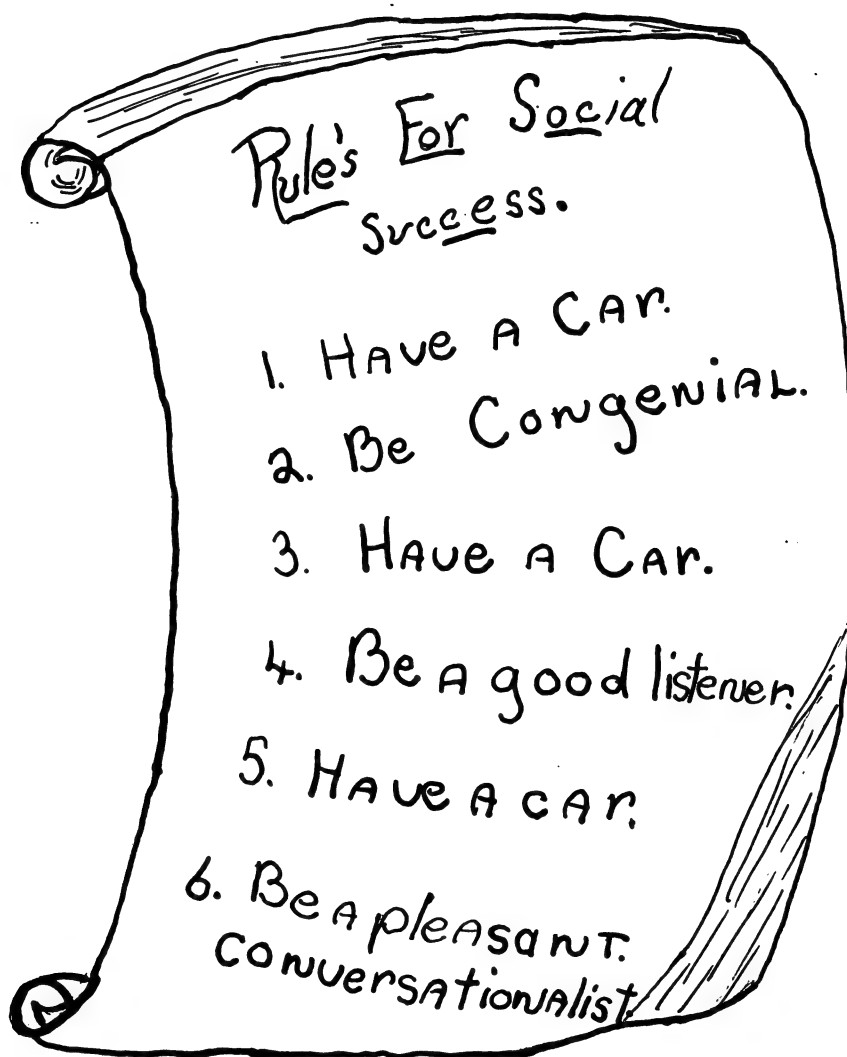 Rule's For Social
success.
1. Have a Car.
2. Be Congenial.
3. Have a Car.
4. Be a good listener.
5. Have a car.
6. Be a pleasant.
conversationalist.